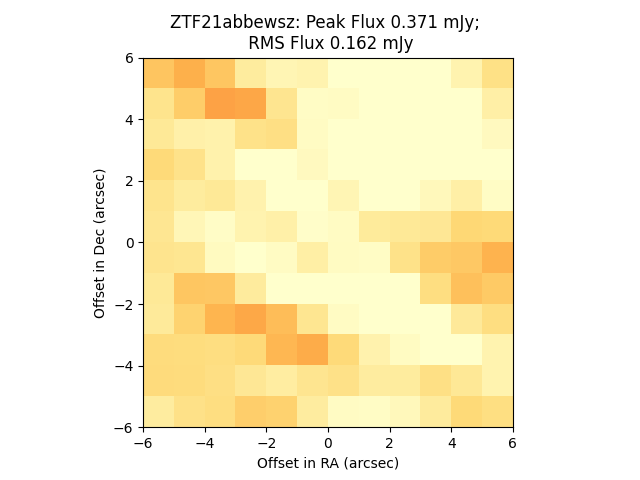 ZTF21abbewsz: Peak Flux 0.371 mJy;
RMS Flux 0.162 mJy
6
4
2
0
−2
−4
−6
Offset in Dec (arcsec)
−6 −4 −2 0 2 4 6
Offset in RA (arcsec)